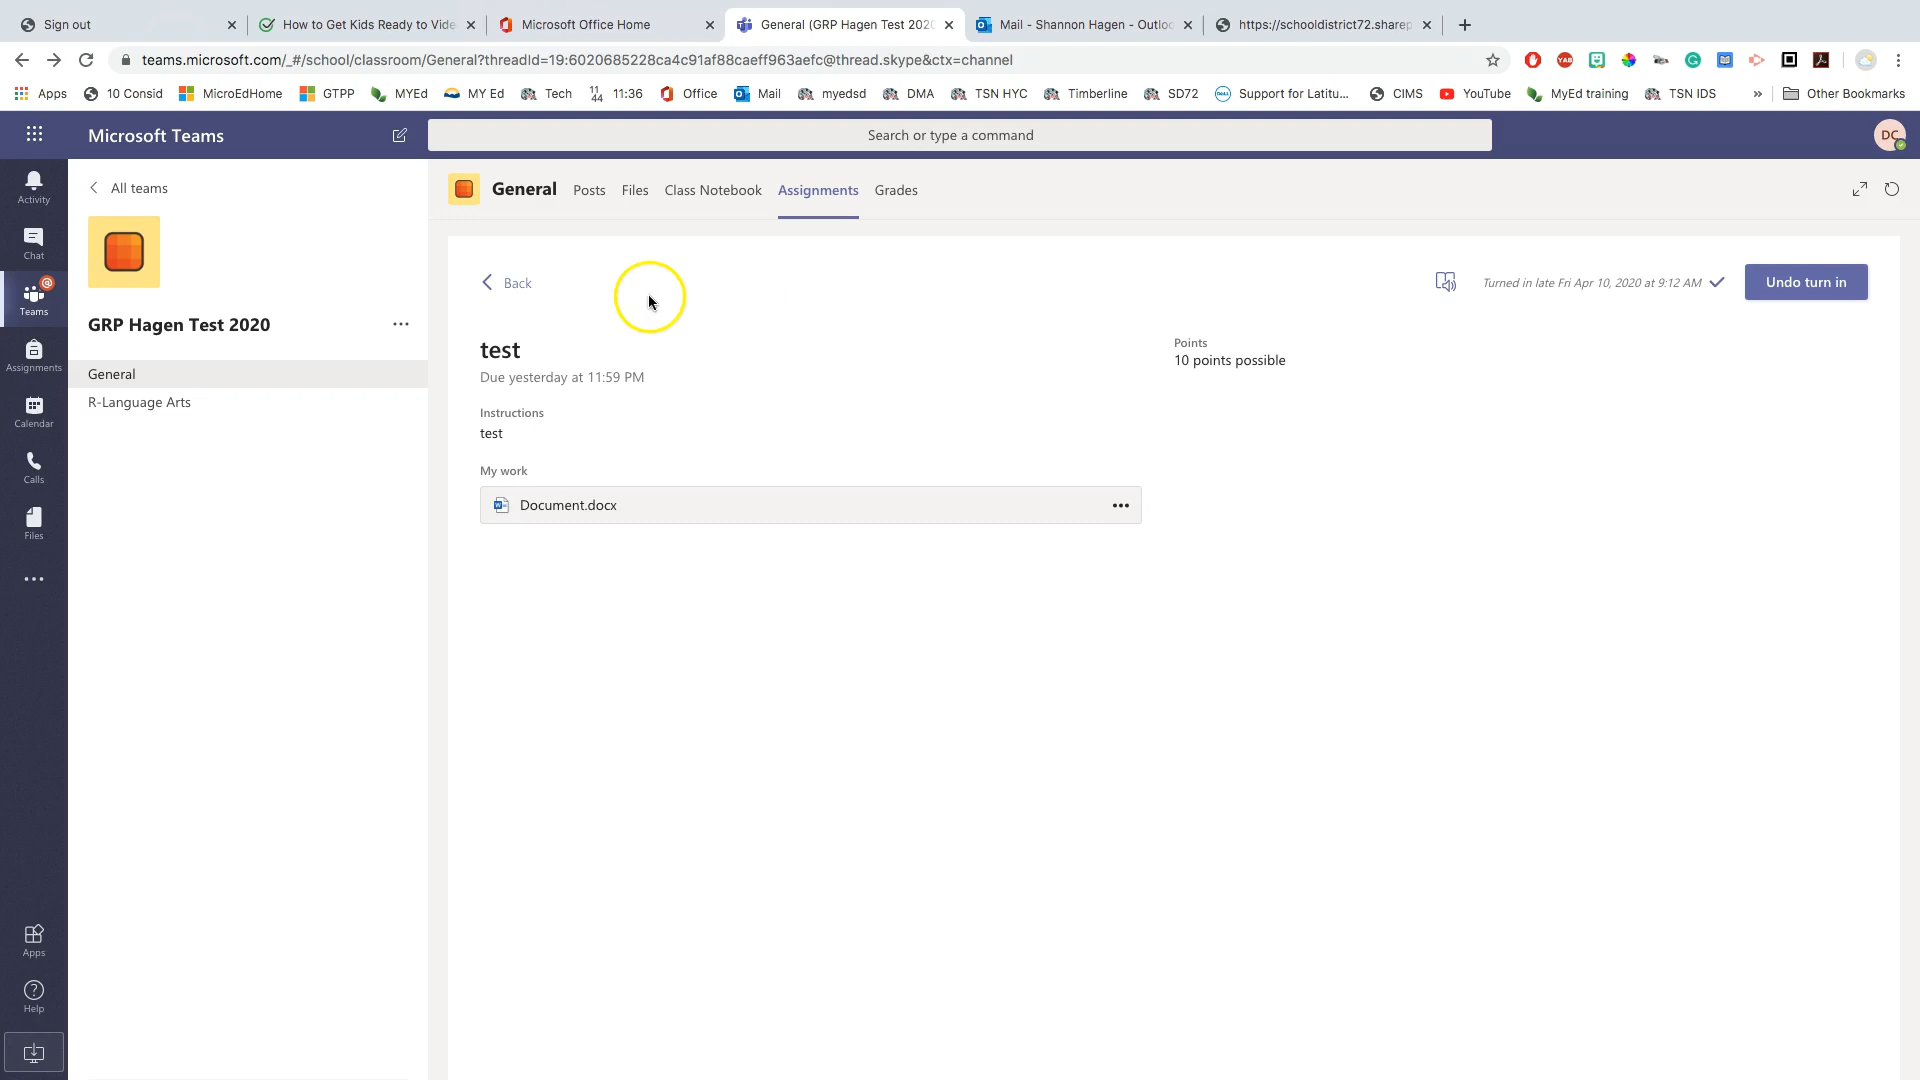 Sign out
How to Get Kids Ready to Vide
Microsoft Office Home
General (GRP Hagen Test 2020
Mail - Shannon Hagen - Outloo
https://schooldistrict72.sharep
teams.microsoft.com/_#/school/classroom/General?threadId=19:6020685228ca4c91af88caeff963aefc@thread.skype&ctx=channel
Apps 10 Consid MicroEdHome GTPP MYEd MY Ed Tech 11:36 Office Mail myedsd DMA TSN HYC Timberline SD72 Support for Latitu... CIMS YouTube MyEd training TSN IDS » Other Bookmarks
Microsoft Teams
Search or type a command
DC
Activity
Chat
Teams
Assignments
Calendar
Calls
Files
Apps
Help
All teams
GRP Hagen Test 2020
General
R-Language Arts
General Posts Files Class Notebook Assignments Grades
Back
Turned in late Fri Apr 10, 2020 at 9:12 AM
Undo turn in
test
Due yesterday at 11:59 PM
Points
10 points possible
Instructions
test
My work
Document.docx